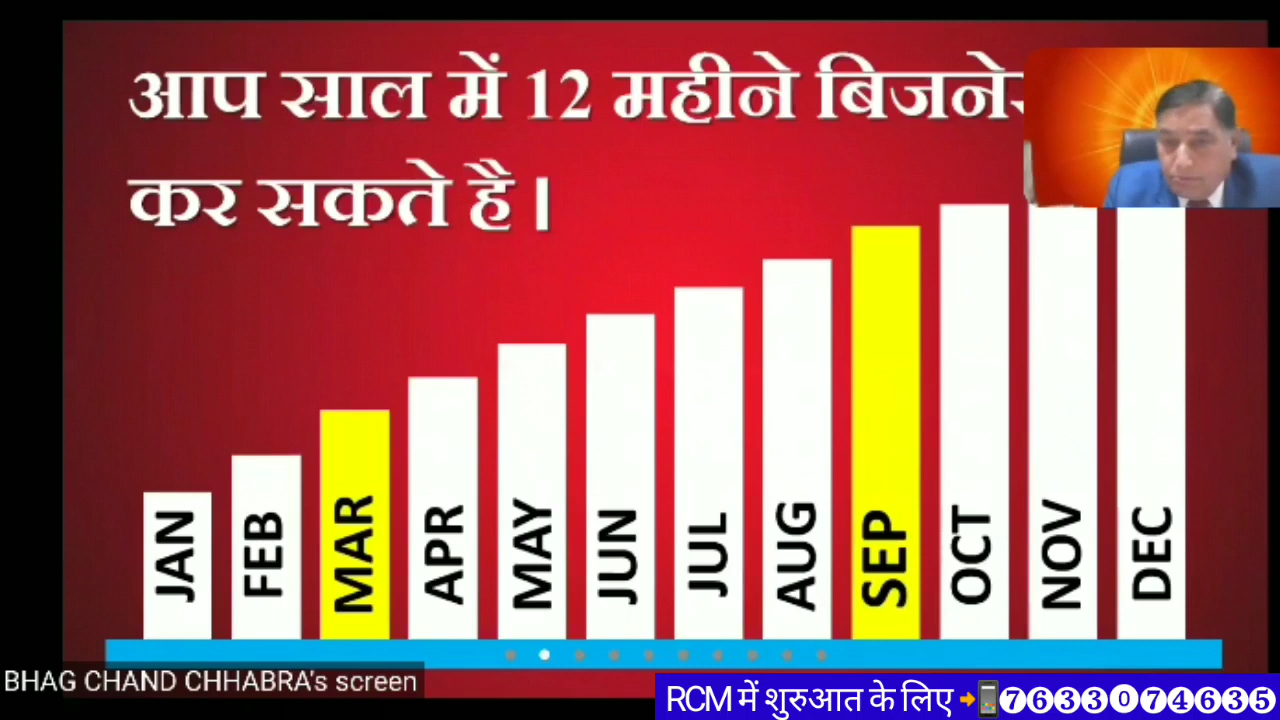 आप साल में 12 महीने बिजनेस
कर सकते है।
JAN FEB MAR APR MAY JUN JUL AUG SEP OCT NOV DEC
BHAG CHAND CHHABRA's screen
RCM में शुरुआत के लिए 7633074635